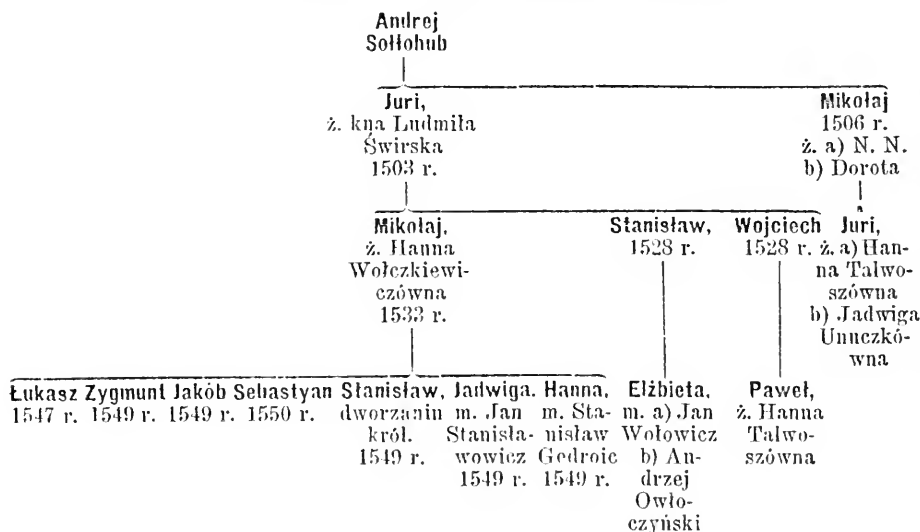 Andrej
Sołłohub
Juri,
ż. kna Ludmiła
Świrska
1503 r.
Mikołaj
1506 r.
ż. a) N. N.
b) Dorota
Mikołaj,
ż. Hanna
Wołczkiewi-
czówna
1533 r.
Stanisław,
1528 r.
Wojciech
1528 r.
Juri,
ż. a) Han-
na Talwo-
szówna
b) Jadwiga
Unuczkó-
wna
Łukasz
1547 r.
Zygmunt
1549 r.
Jakób
1549 r.
Sebastyan
1550 r.
Stanisław,
dworzanin
król.
1549 r.
Jadwiga.
m. Jan
Stanisła-
wowicz
1549 r.
Hanna,
m. Sta-
nisław
Gedroic
1549 r.
Elżbieta,
m. a) Jan
Wołowicz
b) An-
drzej
Owło-
czyński
Paweł,
ż. Hanna
Talwo-
szówna